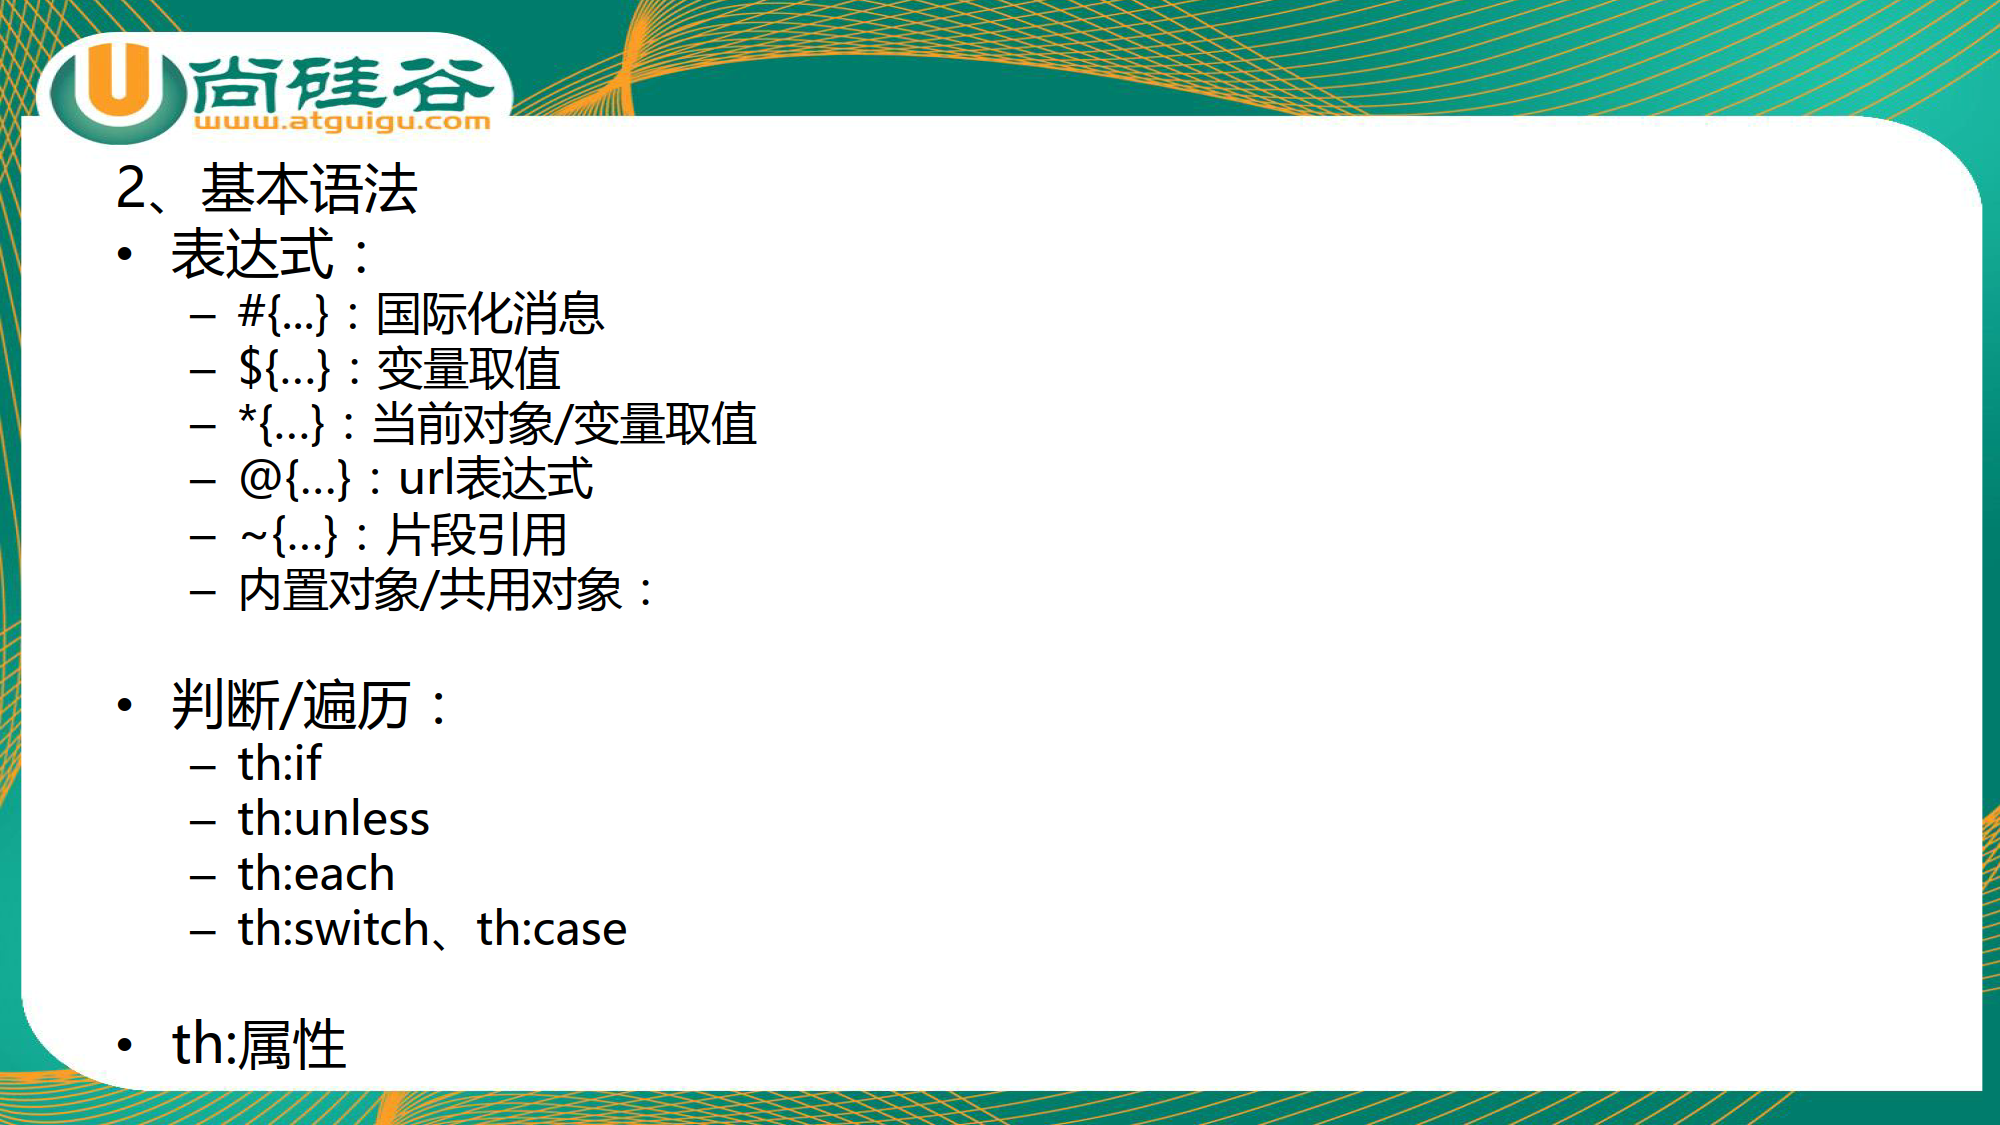 尚硅谷
www.atguigu.com
2、基本语法
• 表达式：
– #{...}：国际化消息
– ${…}：变量取值
– *{…}：当前对象/变量取值
– @{…}：url表达式
– ~{…}：片段引用
– 内置对象/共用对象：
• 判断/遍历：
– th:if
– th:unless
– th:each
– th:switch、th:case
• th:属性